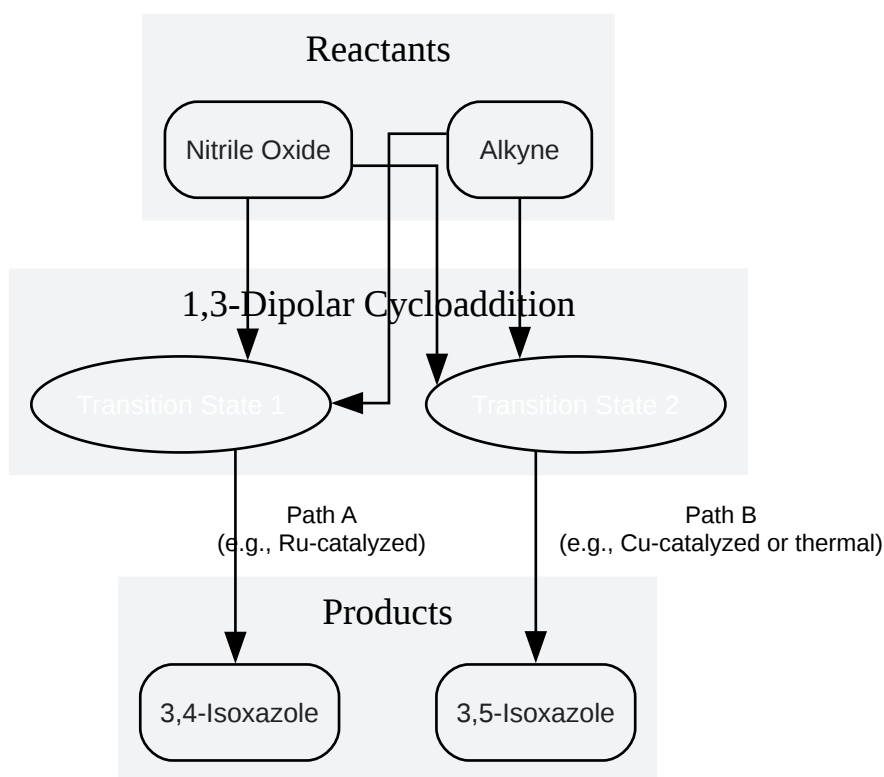 Reactants
Nitrile Oxide
Alkyne
1,3-Dipolar Cycloaddition
Transition State 1
Transition State 2
Path A
(e.g., Ru-catalyzed)
Path B
(e.g., Cu-catalyzed or thermal)
Products
3,4-Isoxazole
3,5-Isoxazole